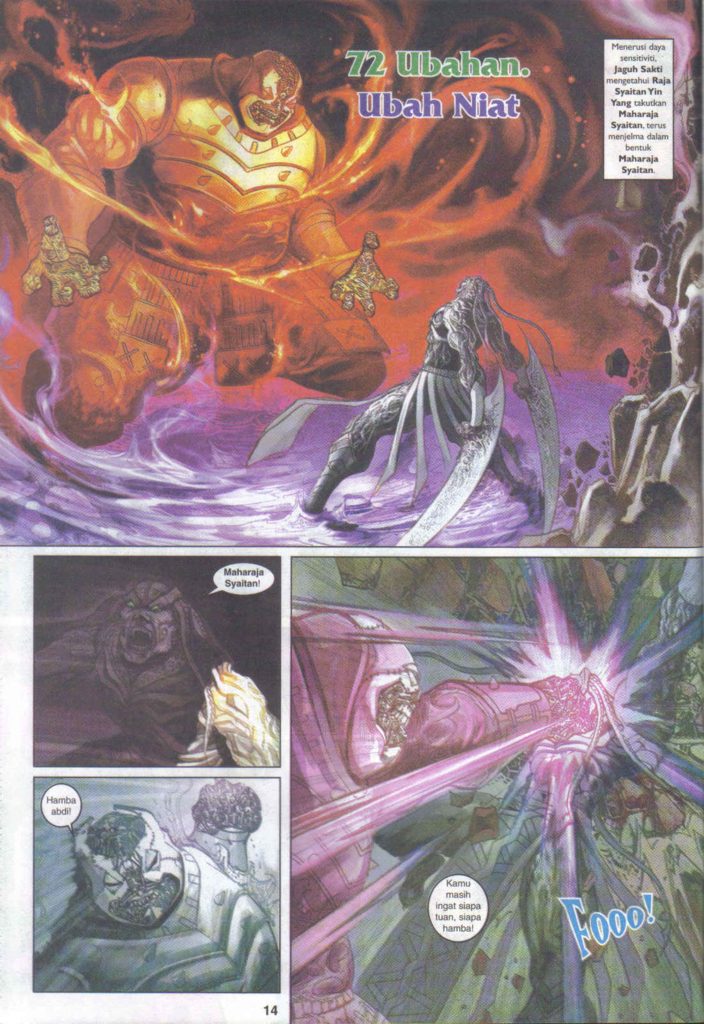 72 Ubahan.
Ubah Niat
Menerusi daya
sensitiviti,
Jaguh Sakti
mengetahui Raja
Syaitan Yin
Yang takutkan
Maharaja
Syaitan, terus
menjelma dalam
bentuk
Maharaja
Syaitan.
Maharaja
Syaitan!
Hamba
abdi!
Kamu
masih
ingat siapa
tuan, siapa
hamba!
Fooo!
14